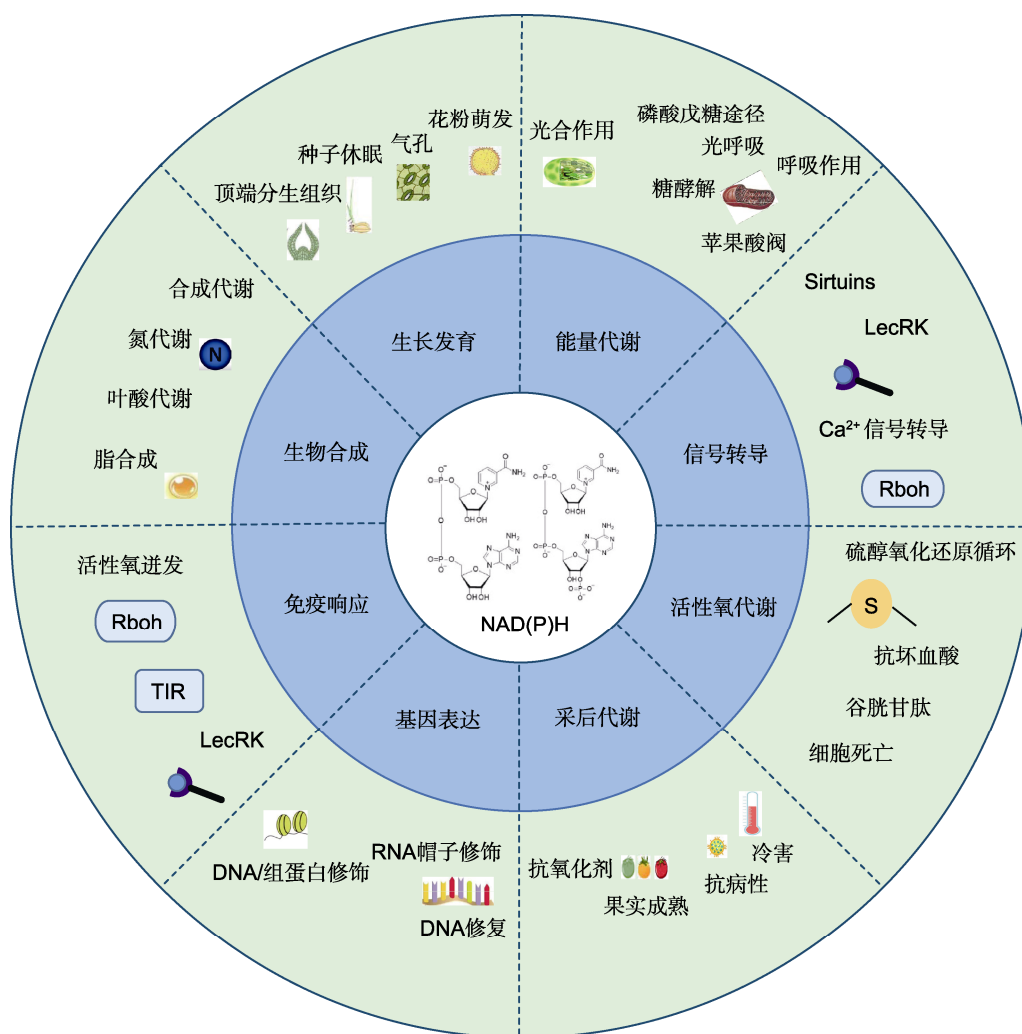 花粉萌发
气孔
种子休眠
顶端分生组织
光合作用
磷酸戊糖途径
光呼吸
呼吸作用
糖酵解
苹果酸阀
Sirtuins
LecRK
Ca²⁺ 信号转导
Rboh
合成代谢
氮代谢
N
叶酸代谢
脂合成
生长发育
能量代谢
生物合成
信号转导
免疫响应
活性氧代谢
基因表达
采后代谢
NAD(P)H
活性氧迸发
Rboh
TIR
LecRK
硫醇氧化还原循环
S
抗坏血酸
谷胱甘肽
细胞死亡
DNA/组蛋白修饰
RNA帽子修饰
DNA修复
抗氧化剂
果实成熟
抗病性
冷害